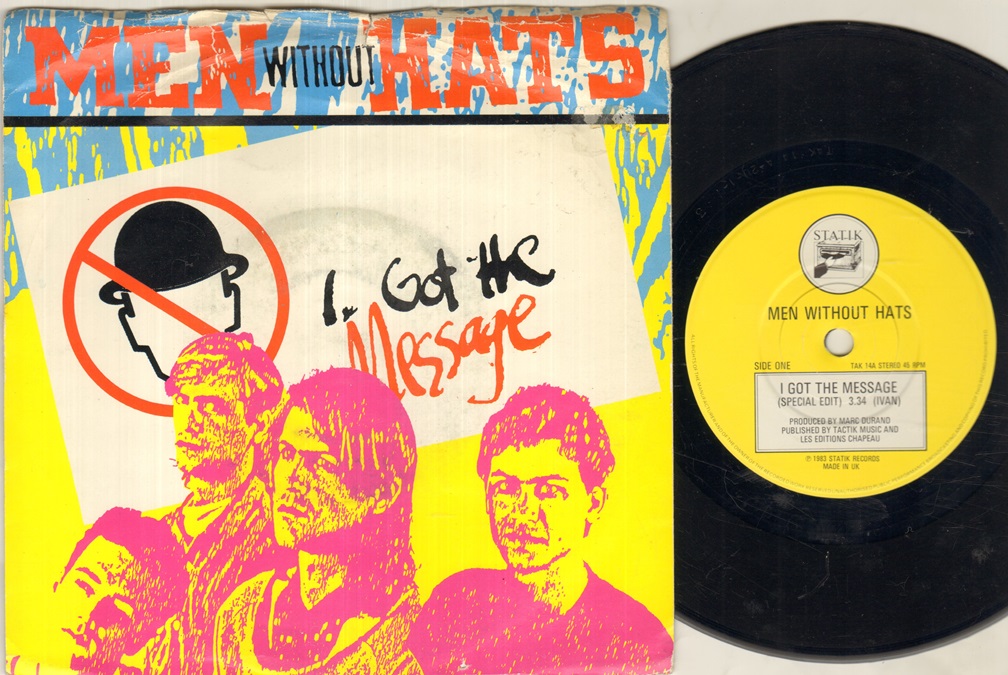 MEN WITHOUT HATS
I Got the
Message
STATIK
MEN WITHOUT HATS
SIDE ONE TAK 14A STEREO 45 RPM
I GOT THE MESSAGE
(SPECIAL EDIT) 3.34 (IVAN)
PRODUCED BY MARC DURAND
PUBLISHED BY TACTIK MUSIC AND
LES EDITIONS CHAPEAU
℗ 1983 STATIK RECORDS
MADE IN UK